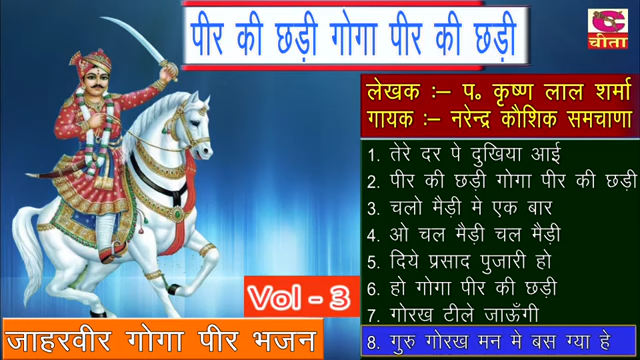 पीर की छड़ी गोगा पीर की छड़ी
चीता
लेखक :– प॰ कृष्ण लाल शर्मा
गायक :– नरेन्द्र कौशिक समचाणा
1. तेरे दर पे दुखिया आई
2. पीर की छड़ी गोगा पीर की छड़ी
3. चलो मैड़ी मे एक बार
4. ओ चल मैड़ी चल मैड़ी
5. दिये प्रसाद पुजारी हो
6. हो गोगा पीर की छड़ी
7. गोरख टीले जाऊँगी
8. गुरु गोरख मन मे बस ग्या हे
Vol - 3
जाहरवीर गोगा पीर भजन